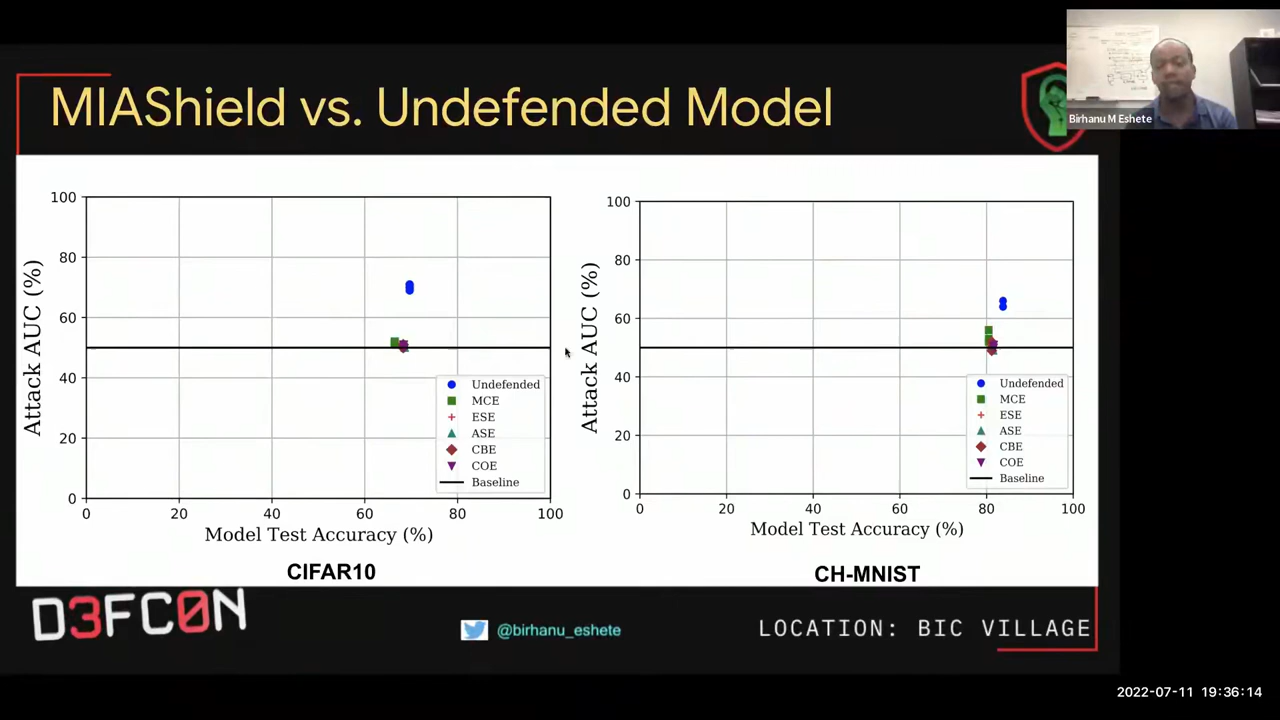 MIAShield vs. Undefended Model
Birhanu M Eshete
100
80
60
40
20
0
Attack AUC (%)
0 20 40 60 80 100
Model Test Accuracy (%)
Undefended
MCE
ESE
ASE
CBE
COE
Baseline
CIFAR10
100
80
60
40
20
0
Attack AUC (%)
0 20 40 60 80 100
Model Test Accuracy (%)
Undefended
MCE
ESE
ASE
CBE
COE
Baseline
CH-MNIST
D3FC0N
@birhanu_eshete
LOCATION: BIC VILLAGE
2022-07-11 19:36:14